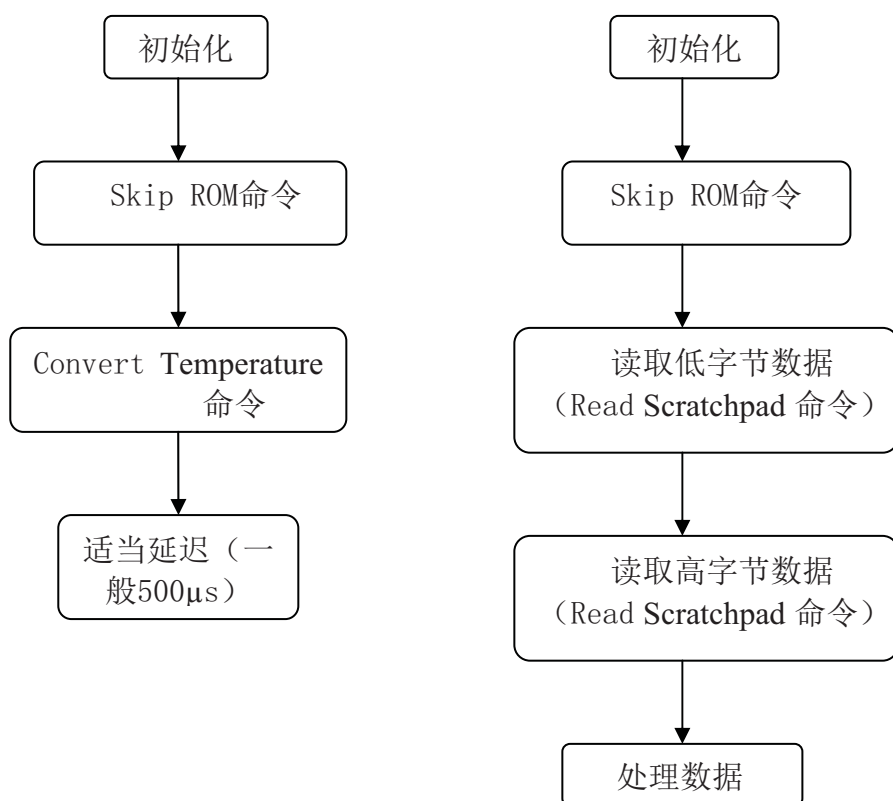 初始化
Skip ROM命令
Convert Temperature
命令
适当延迟（一
般500μs）
初始化
Skip ROM命令
读取低字节数据
（Read Scratchpad 命令）
读取高字节数据
（Read Scratchpad 命令）
处理数据